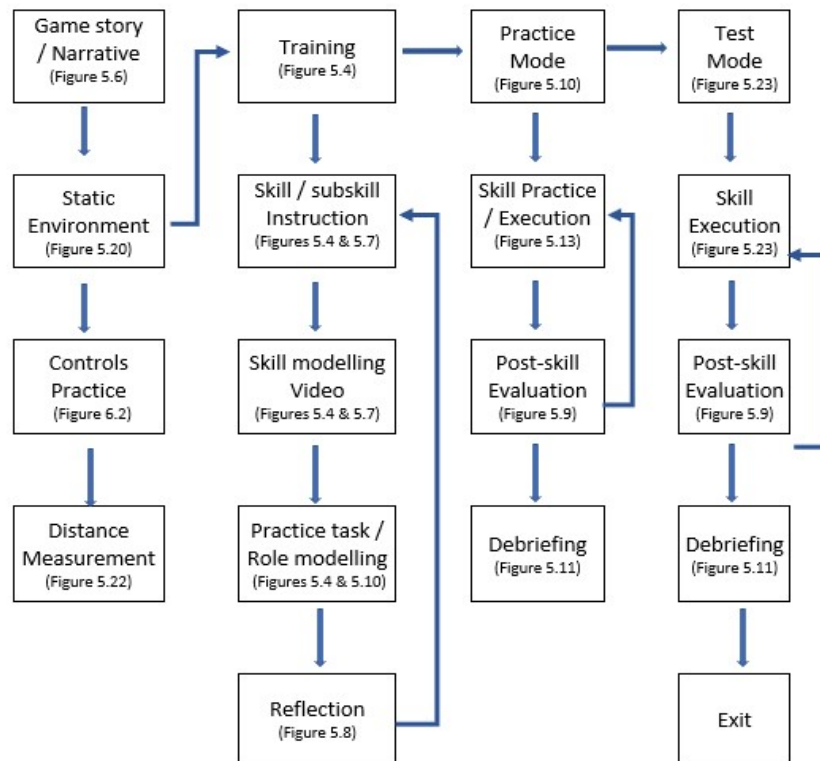 Game story
/ Narrative
(Figure 5.6)
Static
Environment
(Figure 5.20)
Controls
Practice
(Figure 6.2)
Distance
Measurement
(Figure 5.22)
Training
(Figure 5.4)
Skill / subskill
Instruction
(Figures 5.4 & 5.7)
Skill modelling
Video
(Figures 5.4 & 5.7)
Practice task /
Role modelling
(Figures 5.4 & 5.10)
Reflection
(Figure 5.8)
Practice
Mode
(Figure 5.10)
Skill Practice
/ Execution
(Figure 5.13)
Post-skill
Evaluation
(Figure 5.9)
Debriefing
(Figure 5.11)
Test
Mode
(Figure 5.23)
Skill
Execution
(Figure 5.23)
Post-skill
Evaluation
(Figure 5.9)
Debriefing
(Figure 5.11)
Exit